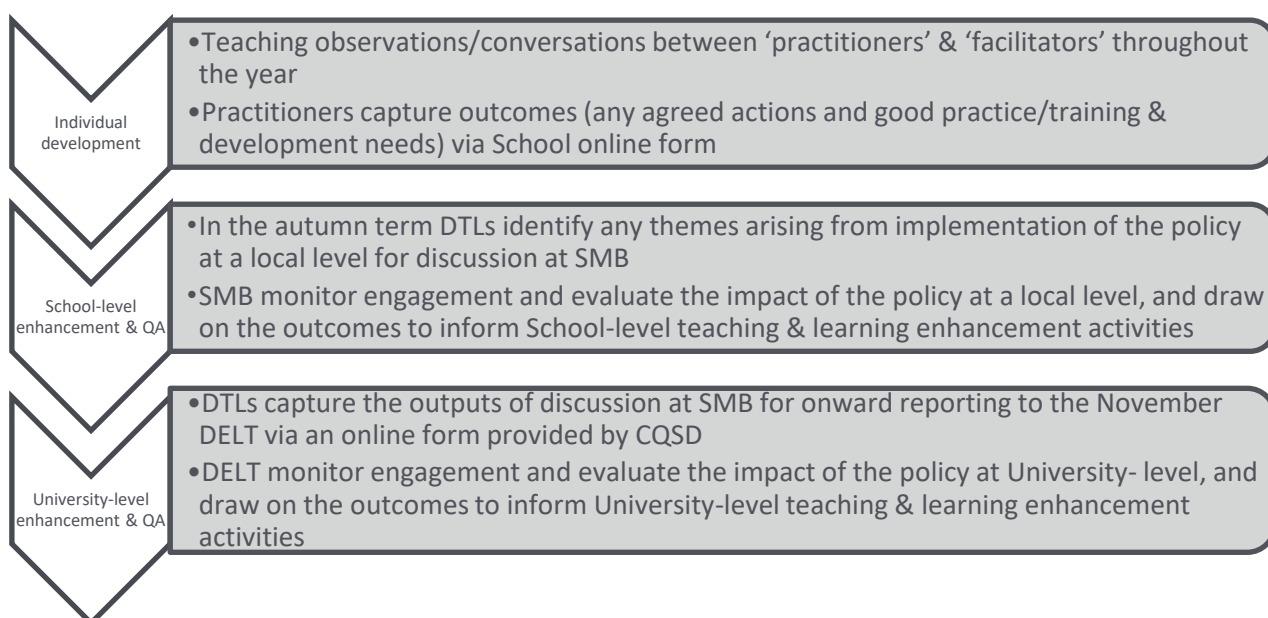 •Teaching observations/conversations between ‘practitioners’ & ‘facilitators’ throughout
the year
•Practitioners capture outcomes (any agreed actions and good practice/training &
development needs) via School online form
Individual
development
•In the autumn term DTLs identify any themes arising from implementation of the policy
at a local level for discussion at SMB
•SMB monitor engagement and evaluate the impact of the policy at a local level, and draw
on the outcomes to inform School-level teaching & learning enhancement activities
School-level
enhancement & QA
•DTLs capture the outputs of discussion at SMB for onward reporting to the November
DELT via an online form provided by CQSD
•DELT monitor engagement and evaluate the impact of the policy at University- level, and
draw on the outcomes to inform University-level teaching & learning enhancement
activities
University-level
enhancement & QA